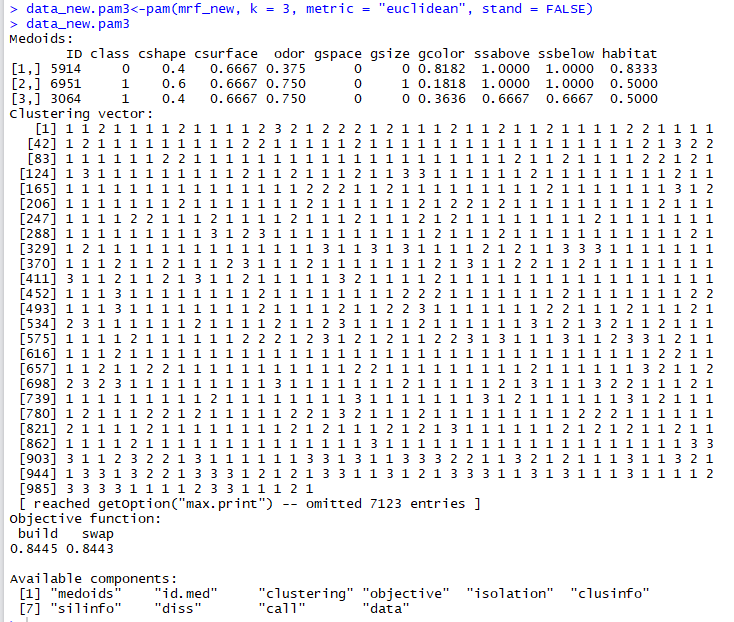 > data_new.pam3<-pam(mrf_new, k = 3, metric = "euclidean", stand = FALSE)
> data_new.pam3
Medoids:
ID class cshape csurface odor gspace gsize gcolor ssabove ssbelow habitat
[1,] 5914 0 0.4 0.6667 0.375 0 0 0.8182 1.0000 1.0000 0.8333
[2,] 6951 1 0.6 0.6667 0.750 0 1 0.1818 1.0000 1.0000 0.5000
[3,] 3064 1 0.4 0.6667 0.750 0 0 0.3636 0.6667 0.6667 0.5000
Clustering vector:
[1] 1 1 2 1 1 1 1 2 1 1 1 1 2 3 2 1 2 2 2 1 2 1 1 1 2 1 1 2 1 1 2 1 1 1 1 2 2 1 1 1 1
[42] 1 2 1 1 1 1 1 1 1 1 1 2 2 1 1 1 1 1 2 1 1 1 1 1 1 1 1 1 1 1 1 1 1 1 1 1 2 1 3 2 2
[83] 1 1 1 1 1 1 2 2 1 1 1 1 1 1 1 1 1 1 1 1 1 1 1 1 1 1 1 2 1 1 2 1 1 1 1 2 2 1 2 1
[124] 1 3 1 1 1 1 1 1 1 1 1 2 1 1 2 1 1 1 2 1 1 3 3 1 1 1 1 1 1 2 1 1 1 1 1 1 1 1 2 1 1
[165] 1 1 1 1 1 1 1 1 1 1 1 1 1 1 1 2 2 2 1 1 2 1 1 1 1 1 1 1 1 1 2 1 1 1 1 1 1 1 3 1 2
[206] 1 1 1 1 1 1 1 2 1 1 1 1 1 1 1 2 1 1 1 1 1 1 2 1 2 2 1 2 1 1 1 1 1 1 1 1 1 2 1 1 1
[247] 1 1 1 1 2 2 1 1 1 2 1 1 1 1 2 1 1 1 2 1 1 1 2 1 2 1 1 1 1 1 1 1 1 2 1 1 1 1 1 1 1
[288] 1 1 1 1 1 1 1 1 1 3 1 2 3 1 1 1 1 1 1 1 1 1 1 2 1 1 1 2 1 1 1 1 1 1 1 1 1 1 1 2 1
[329] 1 2 1 1 1 1 1 1 1 1 1 1 1 1 1 1 3 1 1 3 1 3 1 1 1 1 2 1 2 1 1 3 3 3 1 1 1 1 1 1 1
[370] 1 1 1 2 1 1 2 1 1 1 2 3 1 1 1 2 1 1 1 1 1 1 1 2 1 3 1 1 2 2 1 1 2 1 1 1 1 1 1 1 1
[411] 3 1 1 2 1 1 2 1 3 1 1 2 1 1 1 1 1 3 2 1 1 1 1 2 1 1 1 1 1 1 1 1 1 1 1 1 1 1 1 1 1
[452] 1 1 1 3 1 1 1 1 1 1 1 1 2 1 1 1 1 1 1 1 1 2 2 2 1 1 1 1 1 1 1 2 1 1 1 1 1 1 1 2 2
[493] 1 1 1 3 1 1 1 1 1 1 1 1 2 1 1 1 1 2 1 1 2 2 3 1 1 1 1 1 1 1 2 2 1 1 1 2 1 1 1 2 1
[534] 2 3 1 1 1 1 1 1 2 1 1 1 1 2 1 1 2 3 1 1 1 1 2 1 1 1 1 1 1 3 1 2 1 3 2 1 1 2 1 1 1
[575] 1 1 1 1 2 1 1 1 1 1 1 2 2 2 1 2 3 1 2 1 1 2 1 1 2 2 3 1 3 1 1 1 3 1 1 2 3 3 1 2 1
[616] 1 1 1 2 1 1 1 1 1 1 1 1 1 1 1 1 1 1 1 1 1 1 1 1 1 1 1 1 1 1 1 1 1 1 1 1 1 2 2 1 1
[657] 1 1 2 1 1 2 2 1 1 1 1 1 1 1 1 1 1 1 2 2 1 1 1 1 1 1 1 1 1 1 2 1 1 1 1 1 3 2 1 1 2
[698] 2 3 2 3 1 1 1 1 1 1 1 1 1 3 1 1 1 1 1 1 1 2 1 1 1 1 1 2 1 3 1 1 1 3 2 2 1 1 1 2 1
[739] 1 1 1 1 1 1 1 1 1 2 1 1 1 1 1 1 1 1 3 1 1 1 1 1 1 1 3 1 2 1 1 1 1 1 1 3 1 2 1 1 1
[780] 1 2 1 1 1 2 2 1 2 1 1 1 1 1 2 2 1 3 2 1 1 1 2 1 1 1 1 1 1 1 1 1 2 2 2 1 1 1 1 1 1
[821] 2 1 1 1 1 2 1 1 1 1 1 1 2 1 2 1 1 1 2 1 2 1 3 1 1 1 1 1 2 1 2 1 2 1 1 2 1 1
[862] 1 1 1 1 2 1 1 1 1 1 1 1 1 1 1 1 1 1 1 3 1 1 1 1 1 1 1 1 1 1 1 1 1 1 1 1 1 1 1 3 3
[903] 3 1 1 2 3 2 2 1 3 1 1 1 1 1 1 3 3 1 3 1 1 3 3 3 2 2 1 1 3 2 1 2 1 1 1 3 1 1 3 2 1
[944] 1 3 3 1 3 2 2 1 3 3 3 1 2 1 2 1 3 3 1 1 3 1 2 1 3 3 3 1 1 3 1 3 1 1 1 3 1 1 1 1 2
[985] 3 3 3 3 1 1 1 1 2 3 3 1 1 1 2 1
[ reached getOption("max.print") -- omitted 7123 entries ]
Objective function:
build swap
0.8445 0.8443
Available components:
[1] "medoids" "id.med" "clustering" "objective" "isolation" "clusinfo"
[7] "silinfo" "diss" "call" "data"